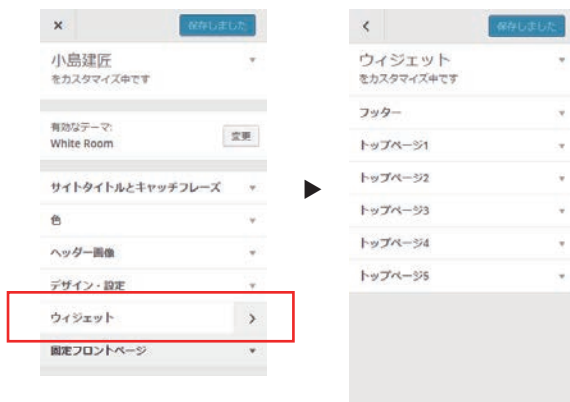 保存しました
小島建匠
をカスタマイズ中です
有効なテーマ:
White Room
変更
サイトタイトルとキャッチフレーズ
色
ヘッダー画像
デザイン・設定
ウィジェット
固定フロントページ
保存しました
ウィジェット
をカスタマイズ中です
フッター
トップページ1
トップページ2
トップページ3
トップページ4
トップページ5